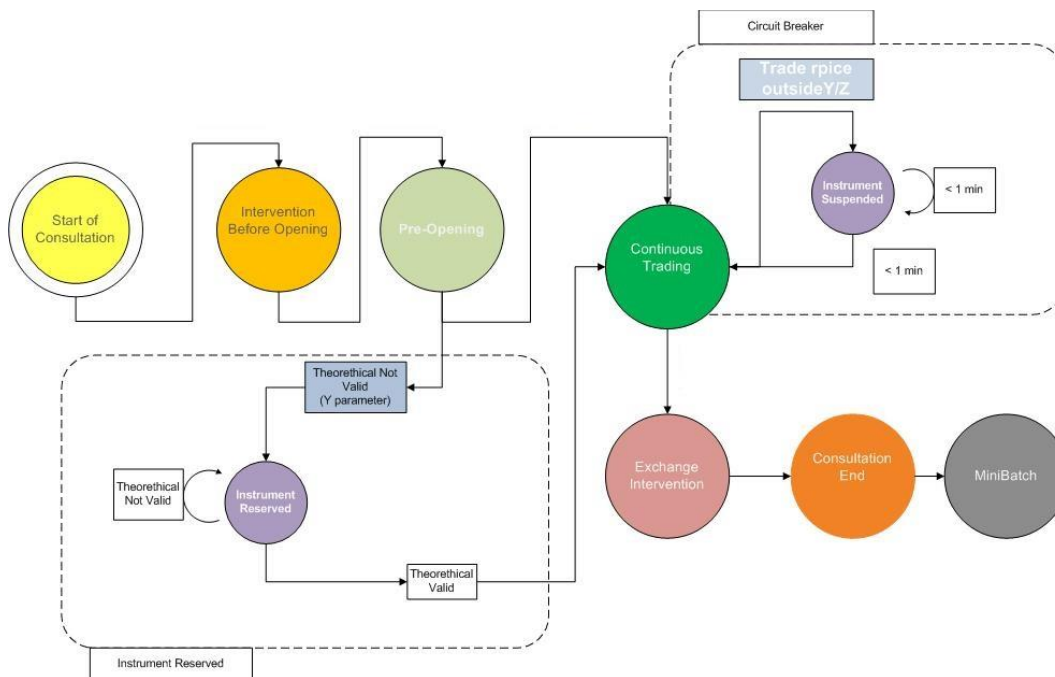 Circuit Breaker
Trade rpice
outsideY/Z
Start of
Consultation
Intervention
Before Opening
Pre-Opening
Continuous
Trading
Instrument
Suspended
< 1 min
< 1 min
Theorethical Not
Valid
(Y parameter)
Theorethical
Not Valid
Instrument
Reserved
Theorethical
Valid
Exchange
Intervention
Consultation
End
MiniBatch
Instrument Reserved